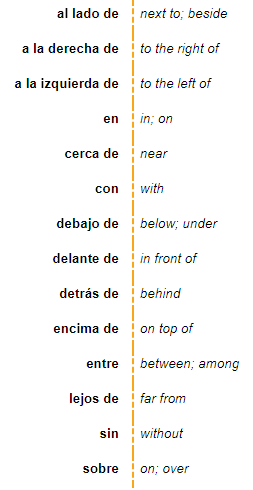 al lado de next to; beside
a la derecha de to the right of
a la izquierda de to the left of
en in; on
cerca de near
con with
debajo de below; under
delante de in front of
detrás de behind
encima de on top of
entre between; among
lejos de far from
sin without
sobre on; over